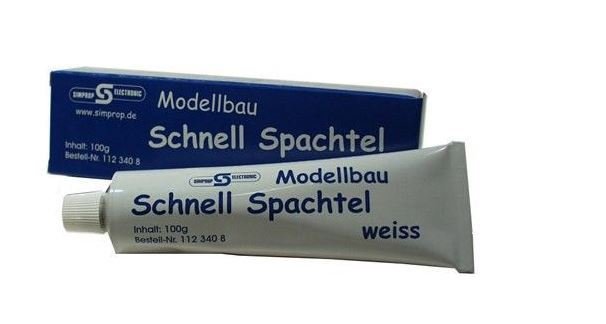 SIMPROP S ELECTRONIC
www.simprop.de
Modellbau
Schnell Spachtel
Inhalt: 100g
Bestell-Nr. 112 340 8
SIMPROP S ELECTRONIC
Modellbau
Schnell Spachtel
weiss
Inhalt: 100g
Bestell-Nr. 112 340 8